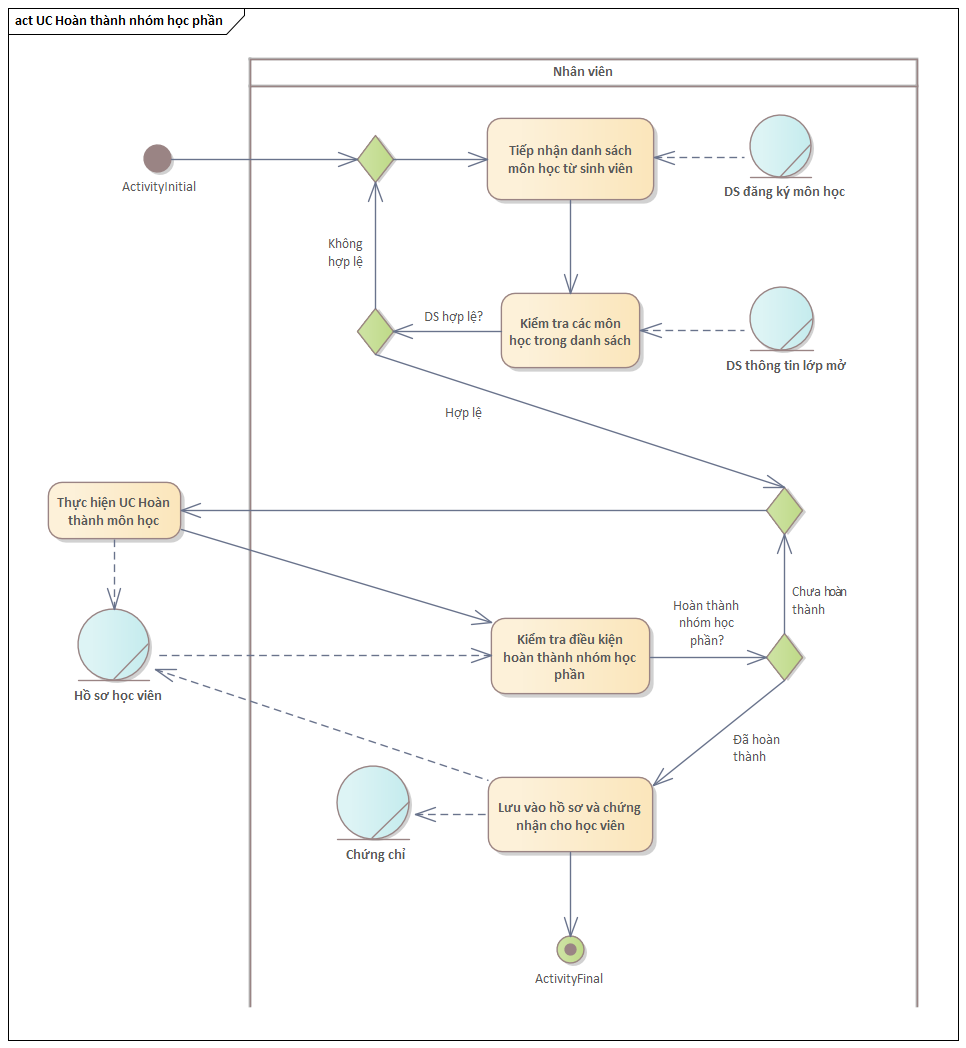 act UC Hoàn thành nhóm học phần
Nhân viên
Tiếp nhận danh sách
môn học từ sinh viên
DS đăng ký môn học
ActivityInitial
Không
hợp lệ
DS hợp lệ?
Kiểm tra các môn
học trong danh sách
DS thông tin lớp mở
Hợp lệ
Thực hiện UC Hoàn
thành môn học
Chưa hoàn
thành
Hoàn thành
nhóm học
phần?
Kiểm tra điều kiện
hoàn thành nhóm học
phần
Hồ sơ học viên
Đã hoàn
thành
Lưu vào hồ sơ và chứng
nhận cho học viên
Chứng chỉ
ActivityFinal